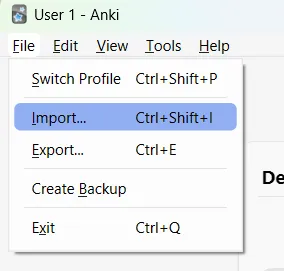 User 1 - Anki
File Edit View Tools Help
Switch Profile Ctrl+Shift+P
Import... Ctrl+Shift+I
Export... Ctrl+E
Create Backup
Exit Ctrl+Q
De